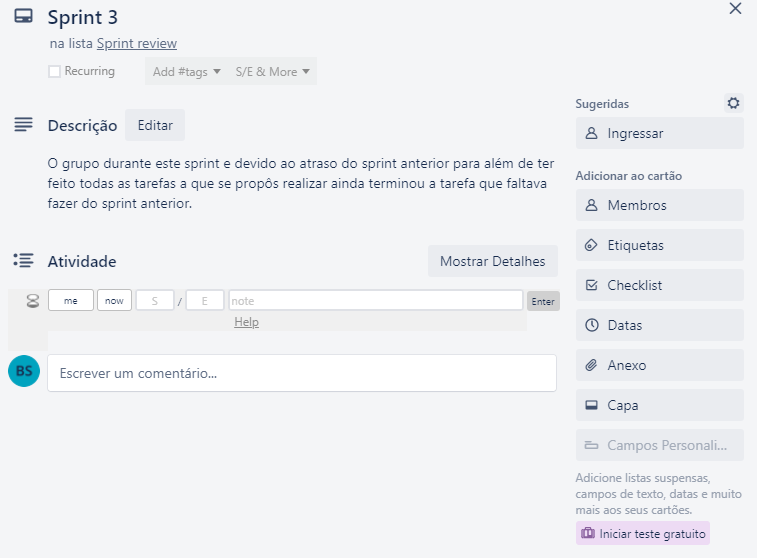 Sprint 3
na lista Sprint review
Recurring
Add #tags
S/E & More
Descrição
Editar
O grupo durante este sprint e devido ao atraso do sprint anterior para além de ter
feito todas as tarefas a que se propôs realizar ainda terminou a tarefa que faltava
fazer do sprint anterior.
Atividade
Mostrar Detalhes
me now S / E note Enter
Help
BS
Escrever um comentário...
Sugeridas
Ingressar
Adicionar ao cartão
Membros
Etiquetas
Checklist
Datas
Anexo
Capa
Campos Personali...
Adicione listas suspensas,
campos de texto, datas e muito
mais aos seus cartões.
Iniciar teste gratuito